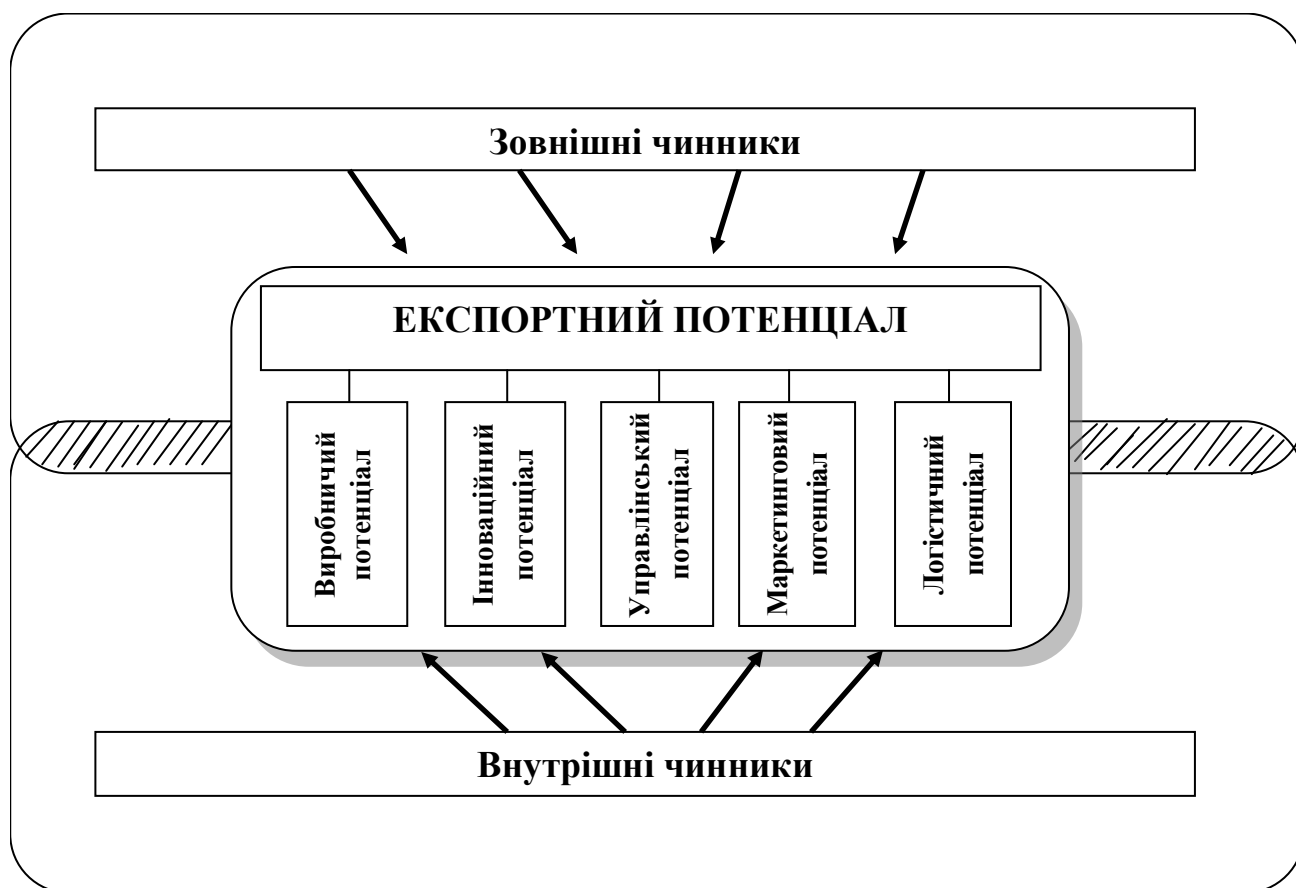 Зовнішні чинники
ЕКСПОРТНИЙ ПОТЕНЦІАЛ
Виробничий
потенціал
Інноваційний
потенціал
Управлінський
потенціал
Маркетинговий
потенціал
Логістичний
потенціал
Внутрішні чинники